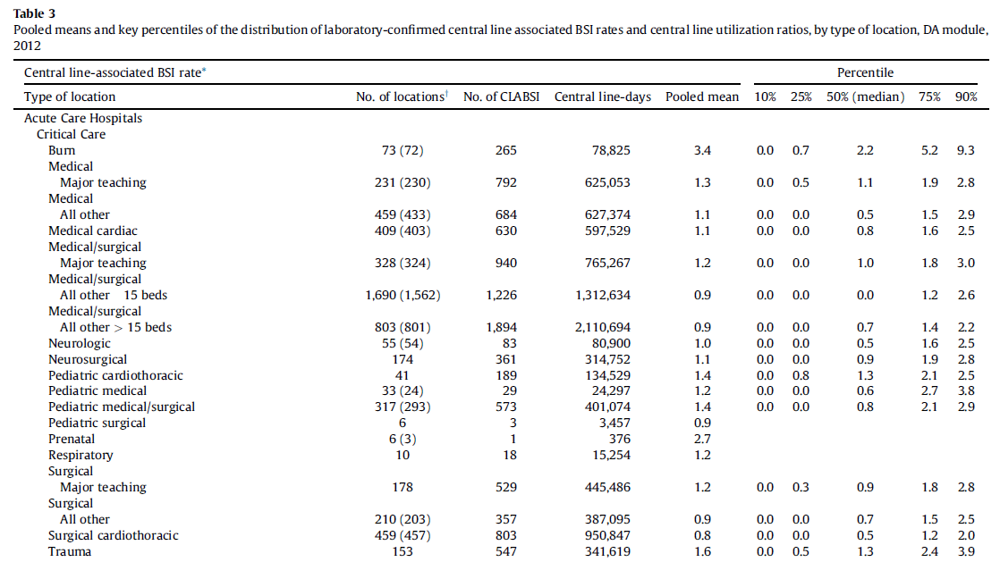 Table 3
Pooled means and key percentiles of the distribution of laboratory-confirmed central line associated BSI rates and central line utilization ratios, by type of location, DA module,
2012
Central line-associated BSI rate* Percentile
Type of location No. of locations† No. of CLABSI Central line-days Pooled mean 10% 25% 50% (median) 75% 90%
Acute Care Hospitals
Critical Care
Burn 73 (72) 265 78,825 3.4 0.0 0.7 2.2 5.2 9.3
Medical
Major teaching 231 (230) 792 625,053 1.3 0.0 0.5 1.1 1.9 2.8
Medical
All other 459 (433) 684 627,374 1.1 0.0 0.0 0.5 1.5 2.9
Medical cardiac 409 (403) 630 597,529 1.1 0.0 0.0 0.8 1.6 2.5
Medical/surgical
Major teaching 328 (324) 940 765,267 1.2 0.0 0.0 1.0 1.8 3.0
Medical/surgical
All other 15 beds 1,690 (1,562) 1,226 1,312,634 0.9 0.0 0.0 0.0 1.2 2.6
Medical/surgical
All other > 15 beds 803 (801) 1,894 2,110,694 0.9 0.0 0.0 0.7 1.4 2.2
Neurologic 55 (54) 83 80,900 1.0 0.0 0.0 0.5 1.6 2.5
Neurosurgical 174 361 314,752 1.1 0.0 0.0 0.9 1.9 2.8
Pediatric cardiothoracic 41 189 134,529 1.4 0.0 0.8 1.3 2.1 2.5
Pediatric medical 33 (24) 29 24,297 1.2 0.0 0.0 0.6 2.7 3.8
Pediatric medical/surgical 317 (293) 573 401,074 1.4 0.0 0.0 0.8 2.1 2.9
Pediatric surgical 6 3 3,457 0.9
Prenatal 6 (3) 1 376 2.7
Respiratory 10 18 15,254 1.2
Surgical
Major teaching 178 529 445,486 1.2 0.0 0.3 0.9 1.8 2.8
Surgical
All other 210 (203) 357 387,095 0.9 0.0 0.0 0.7 1.5 2.5
Surgical cardiothoracic 459 (457) 803 950,847 0.8 0.0 0.0 0.5 1.2 2.0
Trauma 153 547 341,619 1.6 0.0 0.5 1.3 2.4 3.9